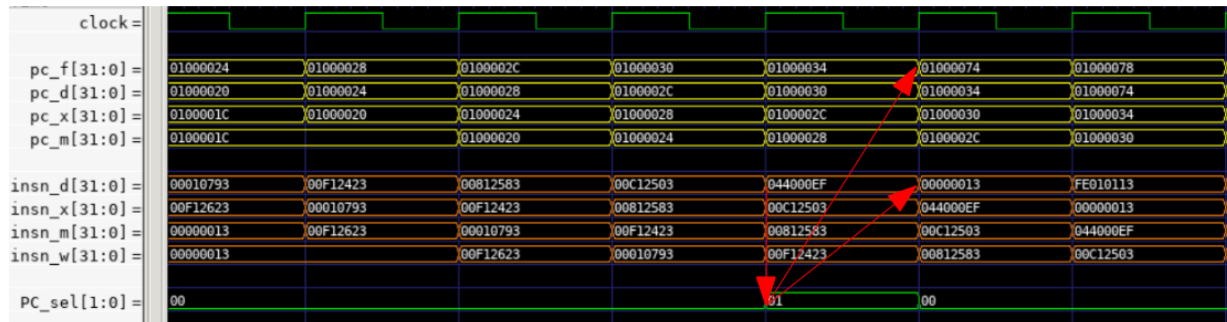 clock=
pc_f[31:0]= 01000024 01000028 0100002C 01000030 01000034 01000074 01000078
pc_d[31:0]= 01000020 01000024 01000028 0100002C 01000030 01000034 01000074
pc_x[31:0]= 0100001C 01000020 01000024 01000028 0100002C 01000030 01000034
pc_m[31:0]= 0100001C 01000020 01000024 01000028 0100002C 01000030
insn_d[31:0]= 00010793 00F12423 00812583 00C12503 044000EF 00000013 FE010113
insn_x[31:0]= 00F12623 00010793 00F12423 00812583 00C12503 044000EF 00000013
insn_m[31:0]= 00000013 00F12623 00010793 00F12423 00812583 00C12503 044000EF
insn_w[31:0]= 00000013 00F12623 00010793 00F12423 00812583 00C12503
PC_sel[1:0]= 00 01 00